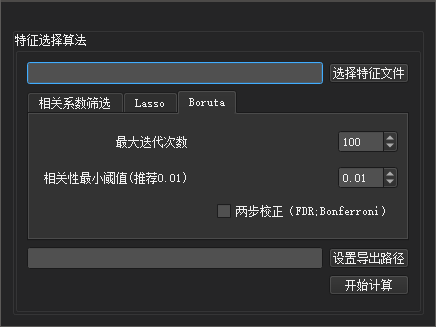 特征选择算法
选择特征文件
相关系数筛选 Lasso Boruta
最大迭代次数 100
相关性最小阈值(推荐0.01) 0.01
两步校正（FDR;Bonferroni）
设置导出路径
开始计算